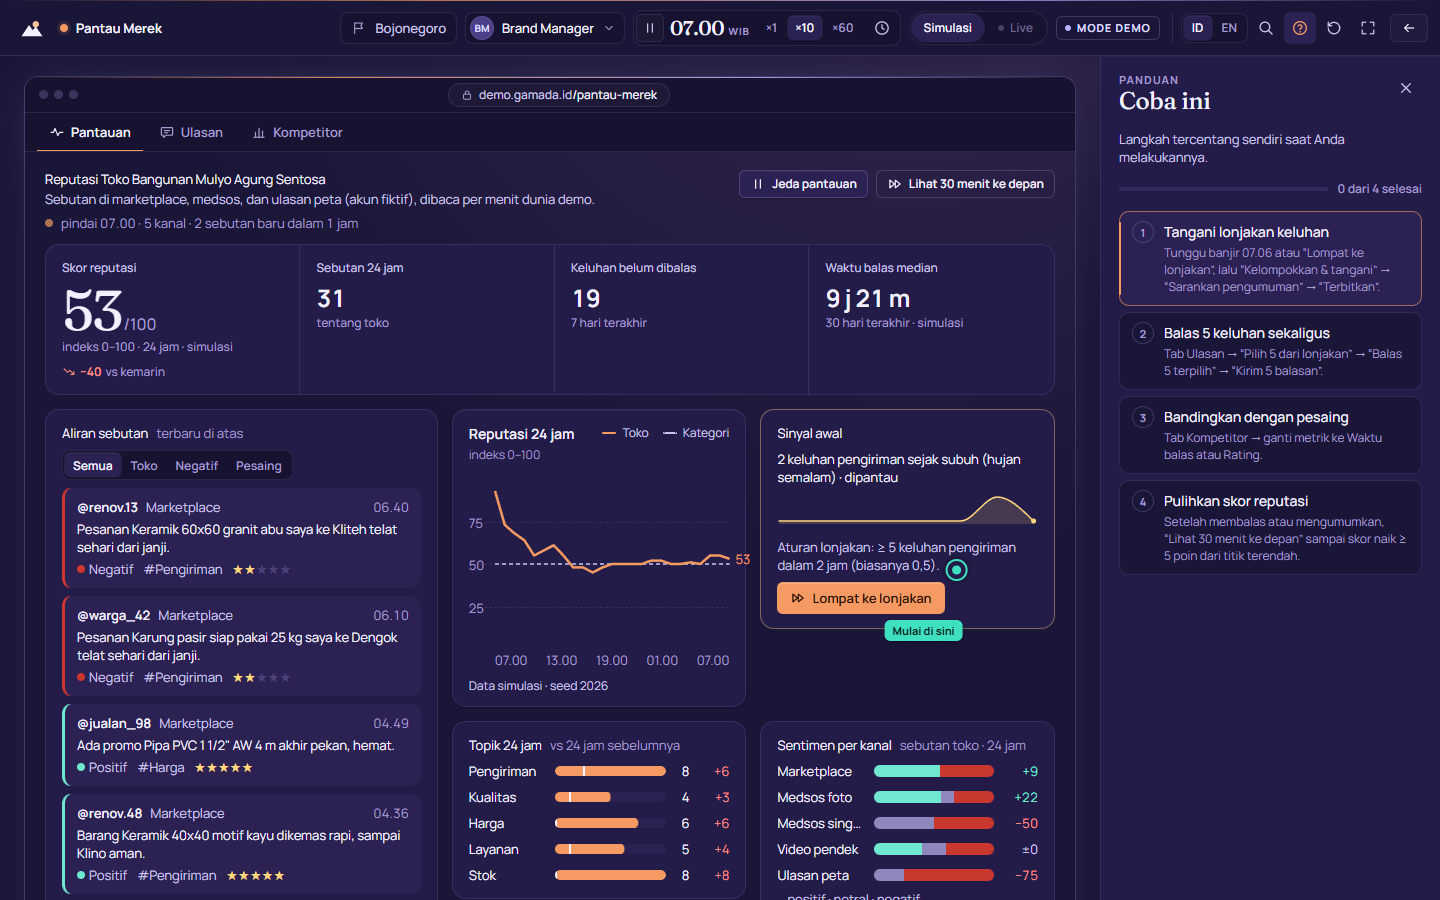 Pantau Merek
Bojonegoro
BM Brand Manager
07.00 WIB
×1 ×10 ×60
Simulasi Live
MODE DEMO
ID EN
demo.gamada.id/pantau-merek
Pantauan Ulasan Kompetitor
Reputasi Toko Bangunan Mulyo Agung Sentosa
Sebutan di marketplace, medsos, dan ulasan peta (akun fiktif), dibaca per menit dunia demo.
pindai 07.00 · 5 kanal · 2 sebutan baru dalam 1 jam
Jeda pantauan
Lihat 30 menit ke depan
Skor reputasi
53/100
indeks 0–100 · 24 jam · simulasi
−40 vs kemarin
Sebutan 24 jam
31
tentang toko
Keluhan belum dibalas
19
7 hari terakhir
Waktu balas median
9 j 21 m
30 hari terakhir · simulasi
Aliran sebutan terbaru di atas
Semua Toko Negatif Pesaing
@renov.13 Marketplace 06.40
Pesanan Keramik 60x60 granit abu saya ke Kliteh telat
sehari dari janji.
Negatif #Pengiriman ★★★★★
@warga_42 Marketplace 06.10
Pesanan Karung pasir siap pakai 25 kg saya ke Dengok
telat sehari dari janji.
Negatif #Pengiriman ★★★★★
@jualan_98 Marketplace 04.49
Ada promo Pipa PVC 1 1/2" AW 4 m akhir pekan, hemat.
Positif #Harga ★★★★★
@renov.48 Marketplace 04.36
Barang Keramik 40x40 motif kayu dikemas rapi, sampai
Klino aman.
Positif #Pengiriman ★★★★★
Reputasi 24 jam
Toko Kategori
indeks 0–100
75
50
25
53
07.00 13.00 19.00 01.00 07.00
Data simulasi · seed 2026
Sinyal awal
2 keluhan pengiriman sejak subuh (hujan
semalam) · dipantau
Aturan lonjakan: ≥ 5 keluhan pengiriman
dalam 2 jam (biasanya 0,5).
Lompat ke lonjakan
Mulai di sini
Topik 24 jam vs 24 jam sebelumnya
Pengiriman 8 +6
Kualitas 4 +3
Harga 6 +6
Layanan 5 +4
Stok 8 +8
Sentimen per kanal sebutan toko · 24 jam
Marketplace +9
Medsos foto +22
Medsos sing... −50
Video pendek ±0
Ulasan peta −75
positif · netral · negatif
PANDUAN
Coba ini
Langkah tercentang sendiri saat Anda
melakukannya.
0 dari 4 selesai
1 Tangani lonjakan keluhan
Tunggu banjir 07.06 atau “Lompat ke
lonjakan”, lalu “Kelompokkan & tangani” →
“Sarankan pengumuman” → “Terbitkan”.
2 Balas 5 keluhan sekaligus
Tab Ulasan → “Pilih 5 dari lonjakan” → “Balas
5 terpilih” → “Kirim 5 balasan”.
3 Bandingkan dengan pesaing
Tab Kompetitor → ganti metrik ke Waktu
balas atau Rating.
4 Pulihkan skor reputasi
Setelah membalas atau mengumumkan,
“Lihat 30 menit ke depan” sampai skor naik ≥
5 poin dari titik terendah.